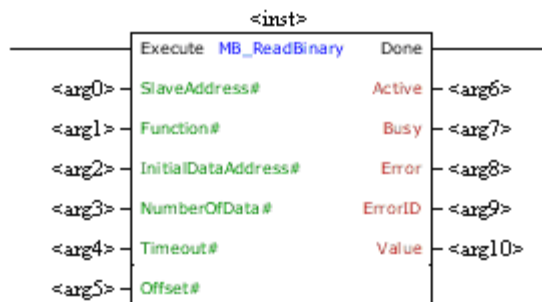 <inst>
Execute MB_ReadBinary Done
<arg0> SlaveAddress# Active <arg6>
<arg1> Function# Busy <arg7>
<arg2> InitialDataAddress# Error <arg8>
<arg3> NumberOfData# ErrorID <arg9>
<arg4> Timeout# Value <arg10>
<arg5> Offset#